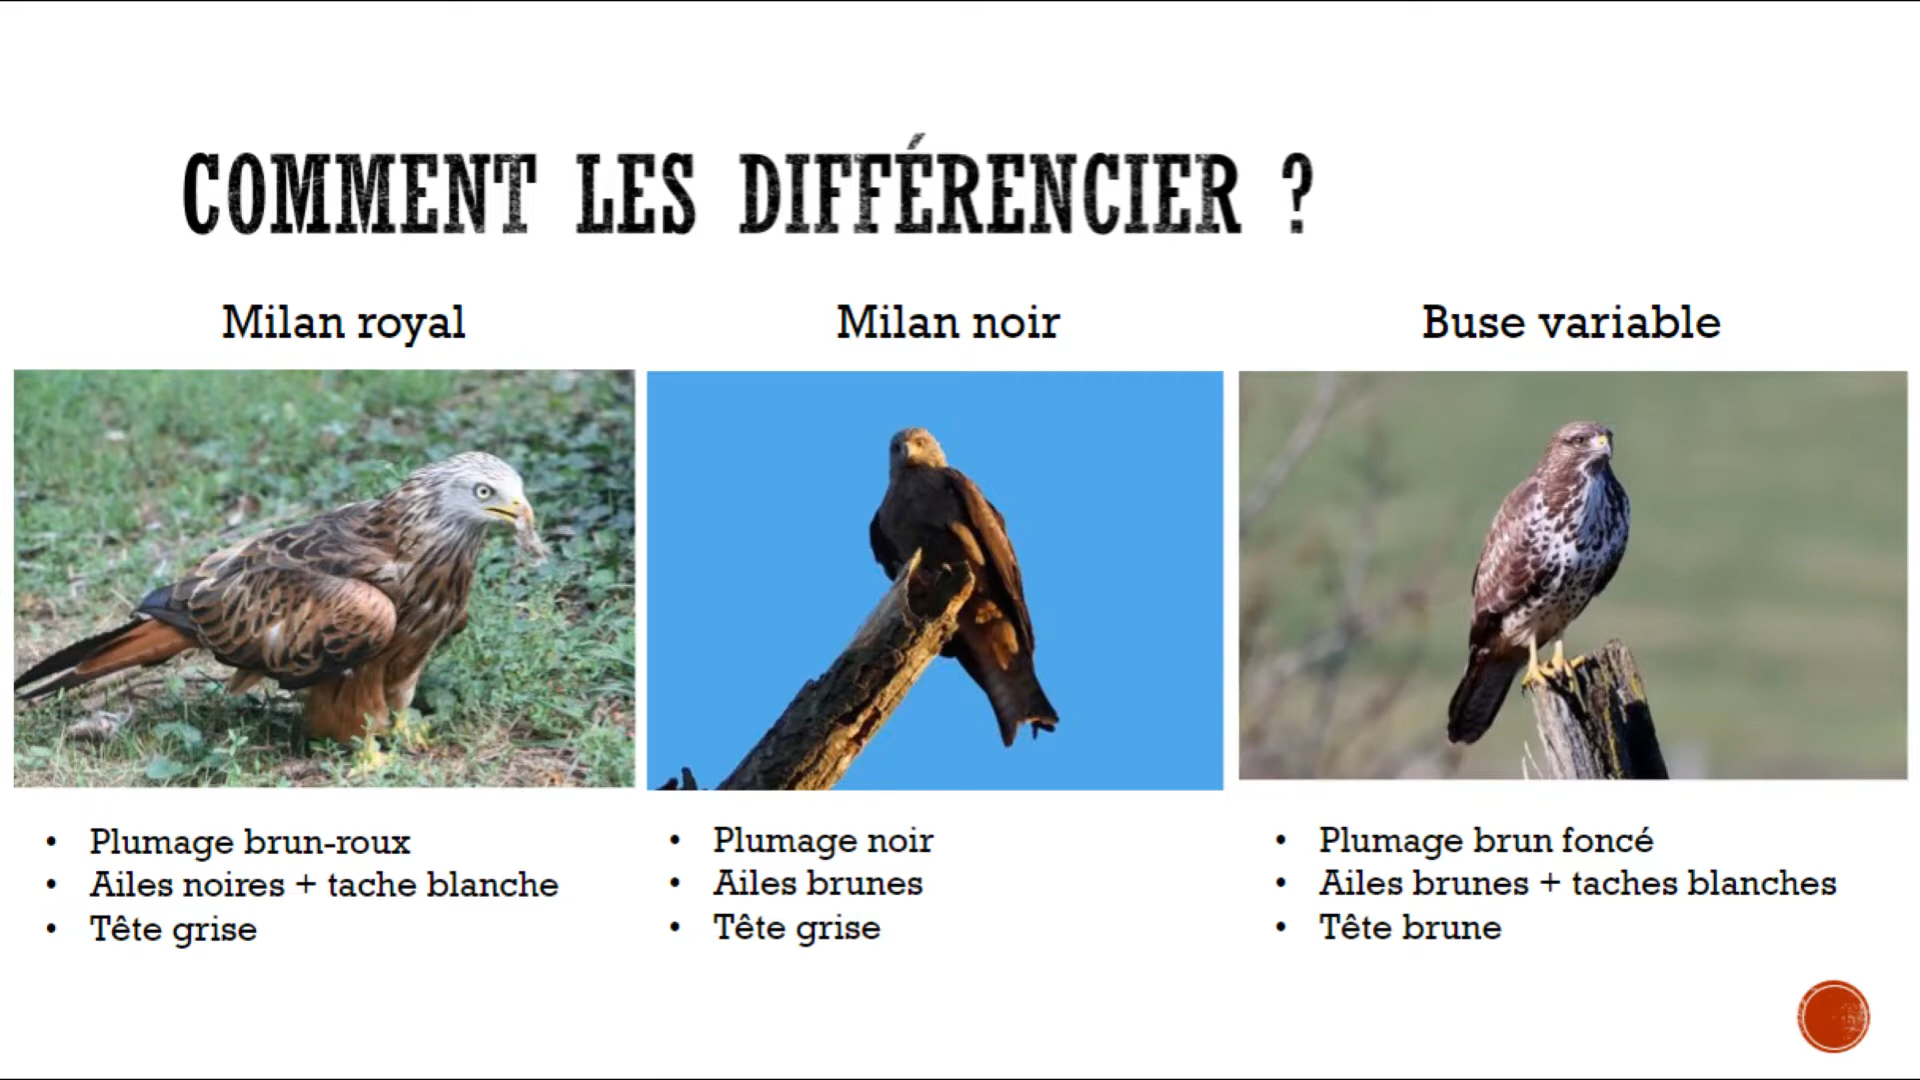 COMMENT LES DIFFÉRENCIER ?
Milan royal
Milan noir
Buse variable
• Plumage brun-roux
• Ailes noires + tache blanche
• Tête grise
• Plumage noir
• Ailes brunes
• Tête grise
• Plumage brun foncé
• Ailes brunes + taches blanches
• Tête brune